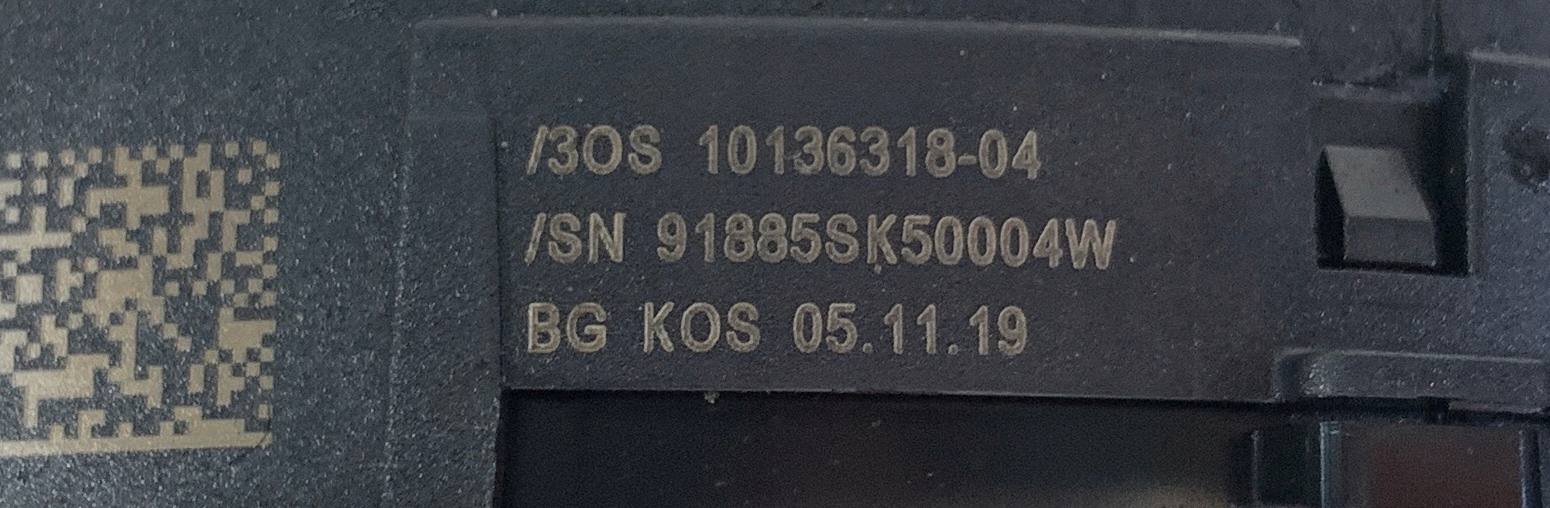 /3OS 10136318-04
/SN 91885SK50004W
BG KOS 05.11.19